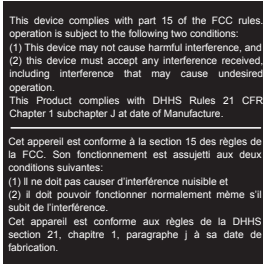 This device complies with part 15 of the FCC rules.
operation is subject to the following two conditions:
(1) This device may not cause harmful interference, and
(2) this device must accept any interference received,
including interference that may cause undesired
operation.
This Product complies with DHHS Rules 21 CFR
Chapter 1 subchapter J at date of Manufacture.
Cet appareil est conforme à la section 15 des règles de
la FCC. Son fonctionnement est assujetti aux deux
conditions suivantes:
(1) Il ne doit pas causer d'interférence nuisible et
(2) il doit pouvoir fonctionner normalement mème s'il
subit de l'interférence.
Cet appareil est conforme aux règles de la DHHS
section 21, chapitre 1, paragraphe j à sa date de
fabrication.